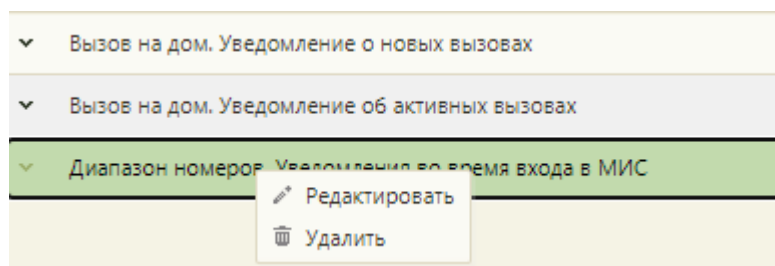 Вызов на дом. Уведомление о новых вызовах
Вызов на дом. Уведомление об активных вызовах
Диапазон номеров. Уведомления во время входа в МИС
Редактировать
Удалить